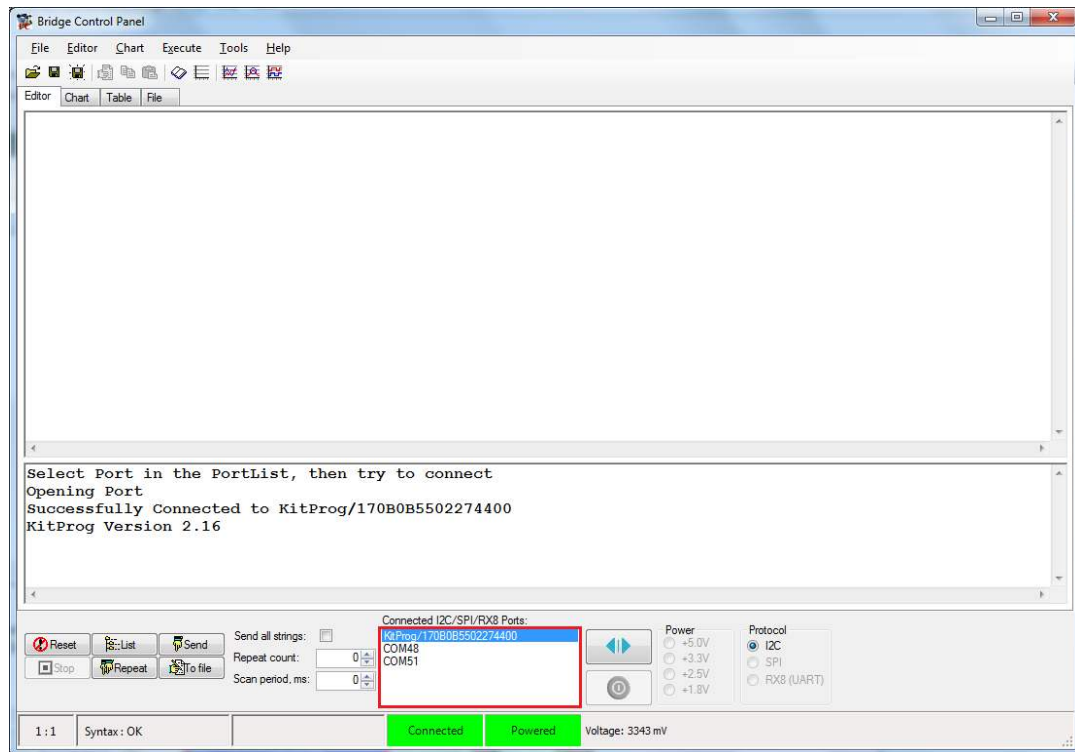 Bridge Control Panel
File Editor Chart Execute Tools Help
Editor Chart Table File
Select Port in the PortList, then try to connect
Opening Port
Successfully Connected to KitProg/170B0B5502274400
KitProg Version 2.16
Connected I2C/SPI/RX8 Ports:
KitProg/170B0B5502274400
COM48
COM51
Reset List Send
Stop Repeat To file
Send all strings:
Repeat count: 0
Scan period, ms: 0
Power
+5.0V
+3.3V
+2.5V
+1.8V
Protocol
I2C
SPI
RX8 (UART)
1:1 Syntax : OK Connected Powered Voltage: 3343 mV